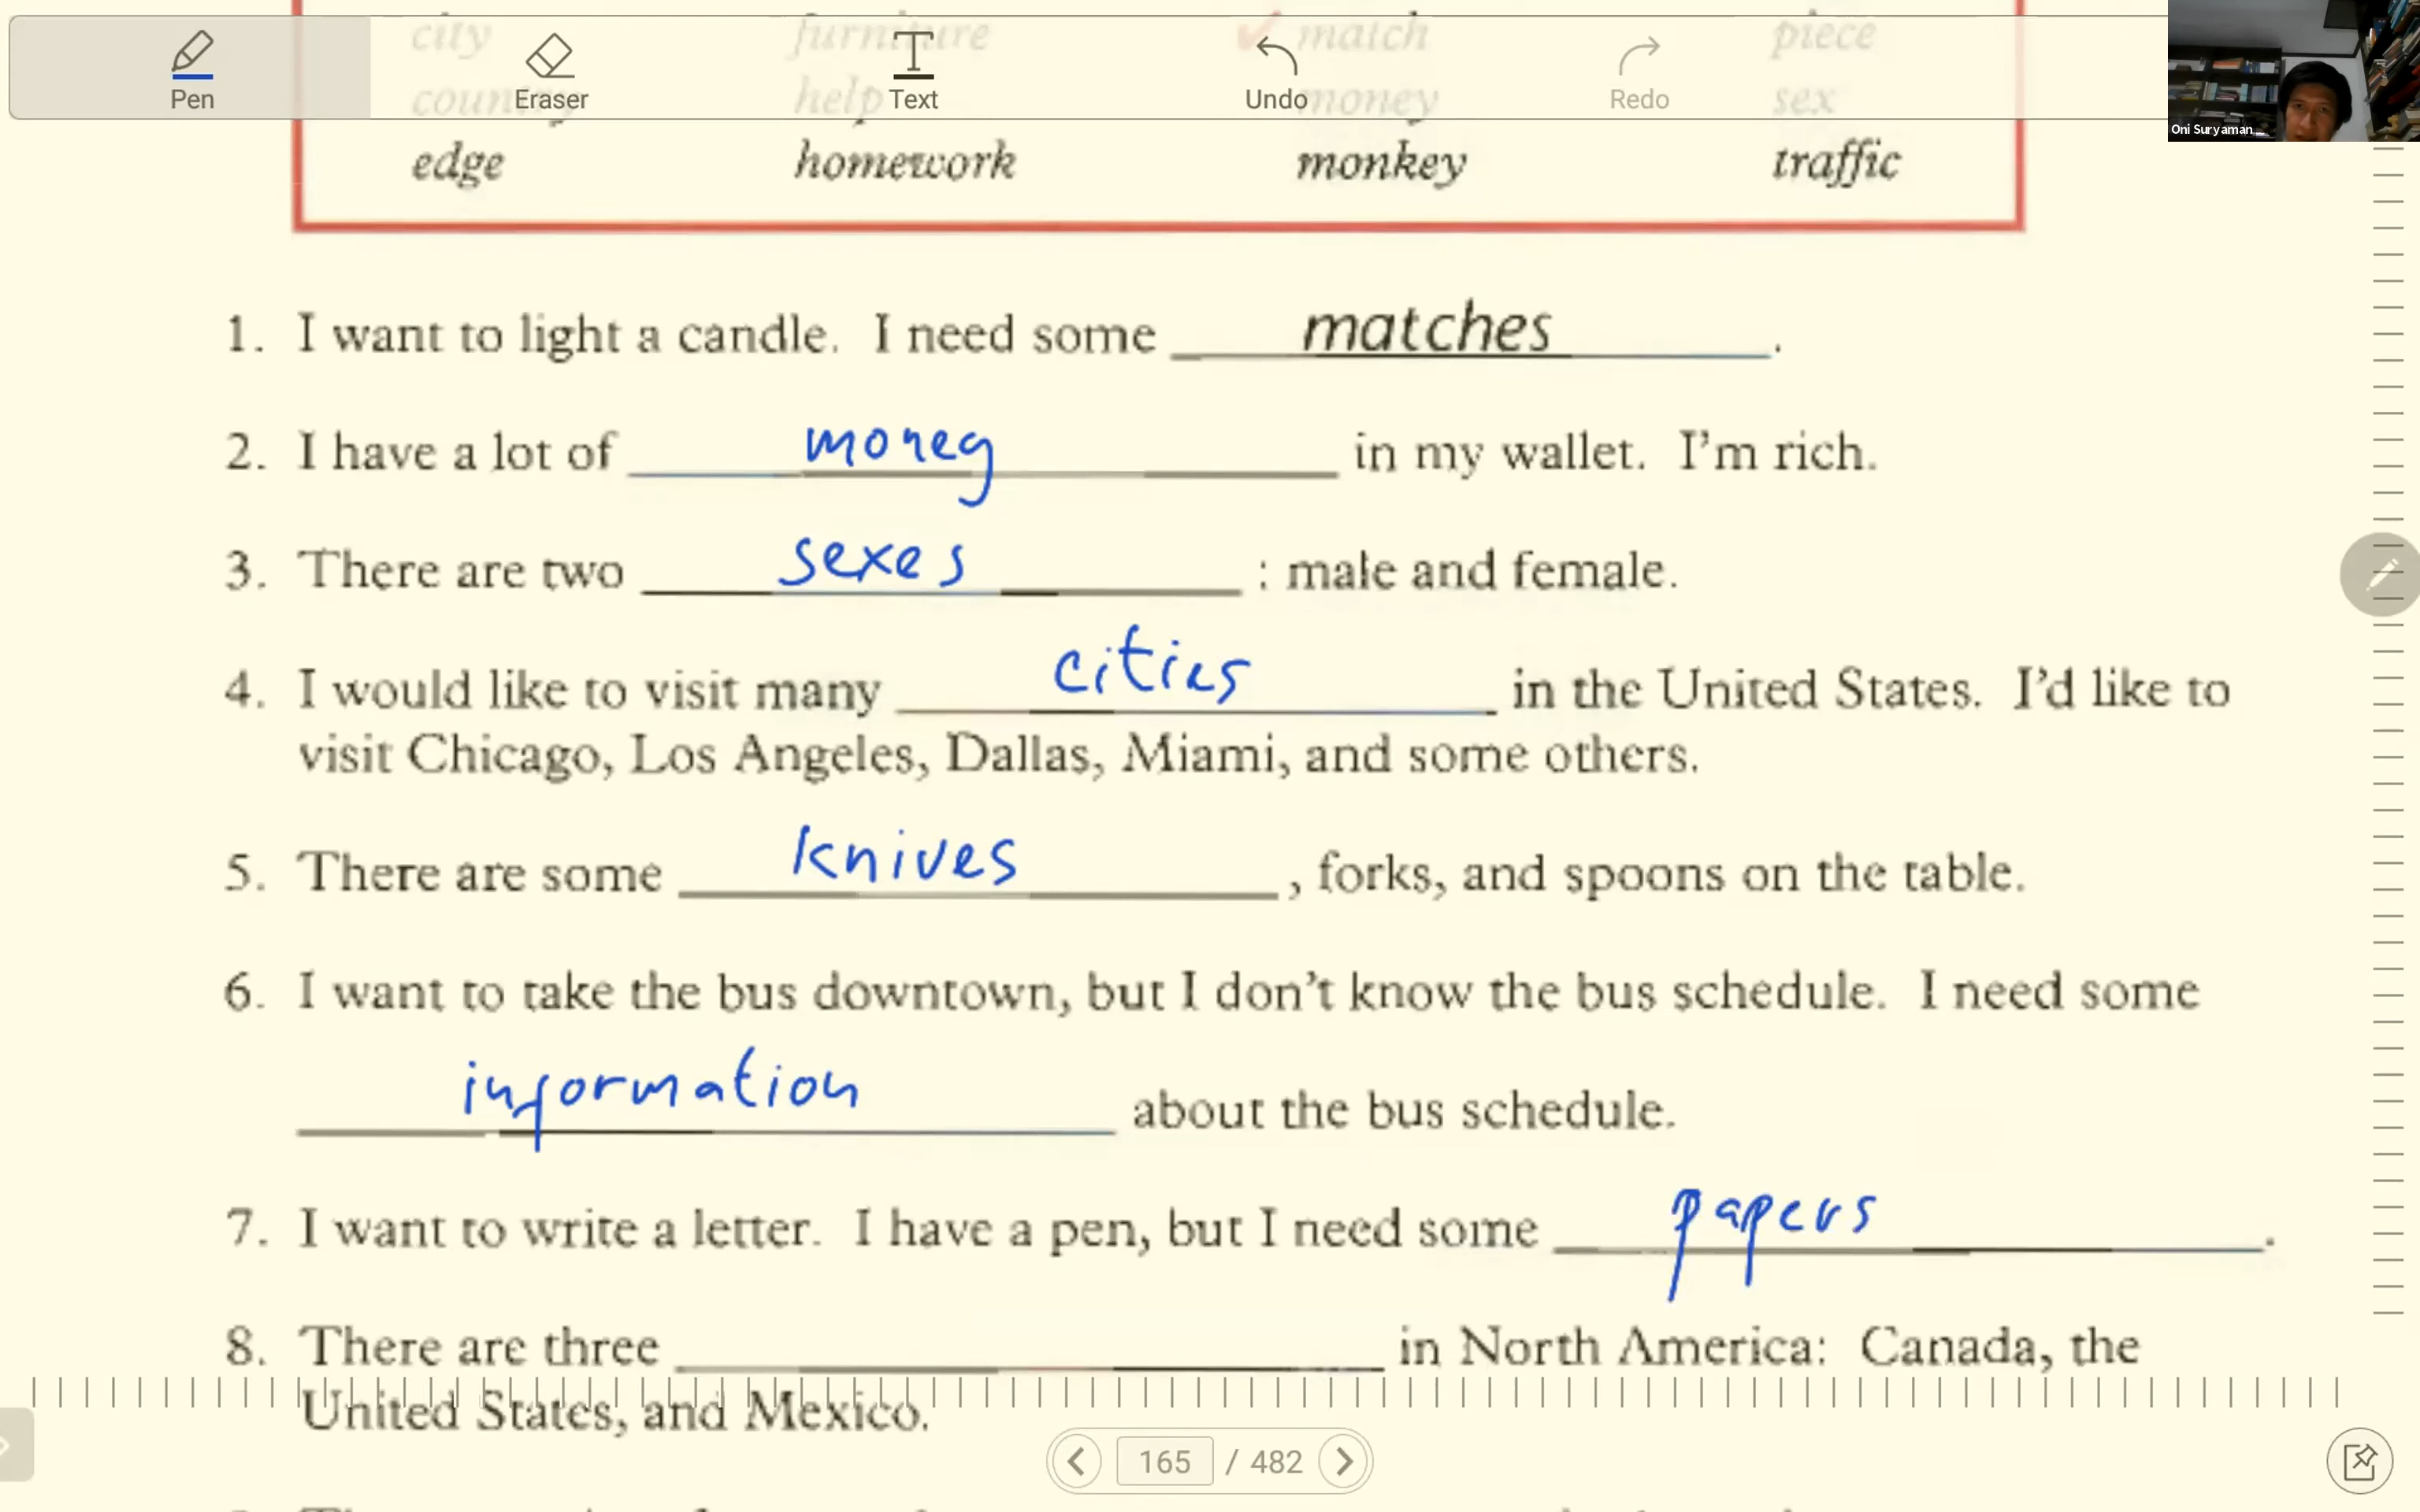 city furniture match piece
Pen Eraser Text Undo Redo
country help money sex
Oni Suryaman
edge homework monkey traffic
1. I want to light a candle. I need some matches .
2. I have a lot of money in my wallet. I'm rich.
3. There are two sexes : male and female.
4. I would like to visit many cities in the United States. I'd like to
visit Chicago, Los Angeles, Dallas, Miami, and some others.
5. There are some knives , forks, and spoons on the table.
6. I want to take the bus downtown, but I don't know the bus schedule. I need some
information about the bus schedule.
7. I want to write a letter. I have a pen, but I need some papers .
8. There are three in North America: Canada, the
United States, and Mexico.
165 / 482